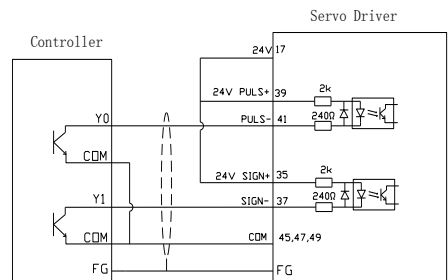 Servo Driver
Controller
24V 17
24V PULS+ 39 2k
Y0 PULS- 41 240Ω
COM
24V SIGN+ 35 2k
Y1 SIGN- 37 240Ω
COM COM 45,47,49
FG FG